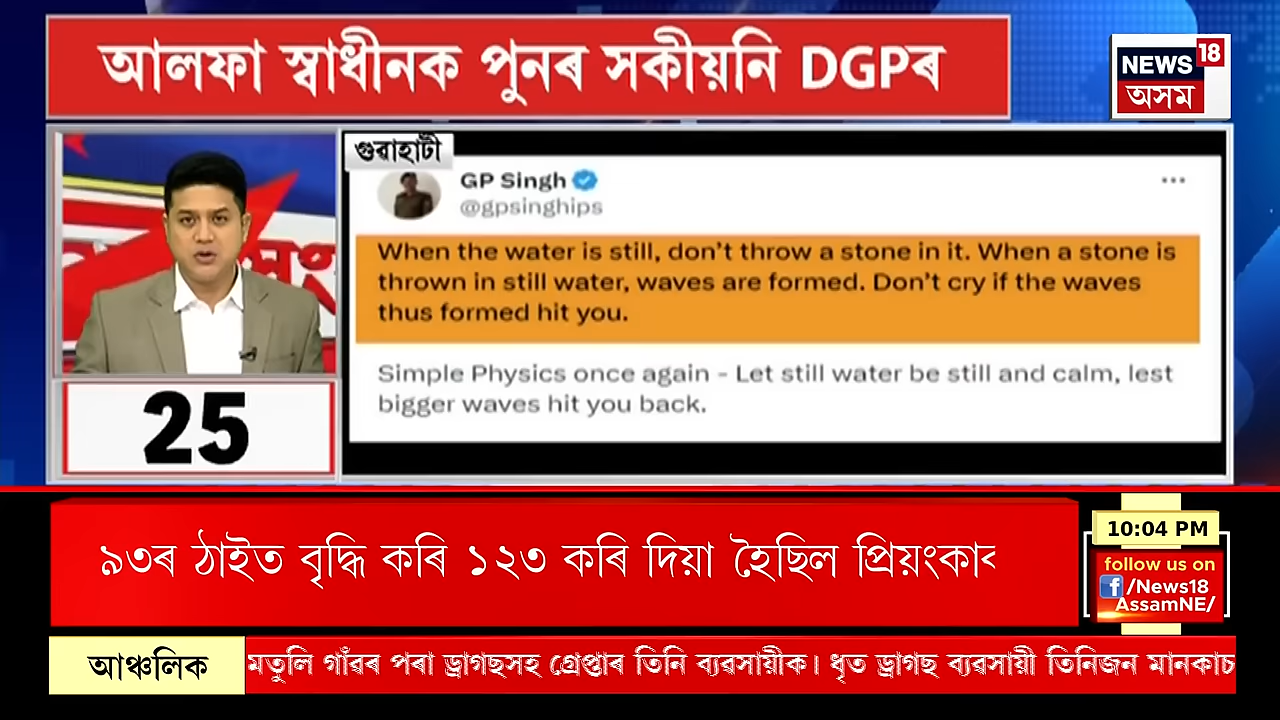 আলফা স্বাধীনক পুনৰ সকীয়নি DGPৰ
NEWS 18
অসম
গুৱাহাটী
GP Singh
@gpsinghips
When the water is still, don't throw a stone in it. When a stone is
thrown in still water, waves are formed. Don't cry if the waves
thus formed hit you.
Simple Physics once again - Let still water be still and calm, lest
bigger waves hit you back.
25
৯৩ৰ ঠাইত বৃদ্ধি কৰি ১২৩ কৰি দিয়া হৈছিল
10:04 PM
follow us on
/News18
AssamNE/
আঞ্চলিক
গাঁৱৰ পৰা ড্ৰাগছসহ গ্ৰেপ্তাৰ তিনি ব্যৱসায়ীক। ধৃত ড্ৰাগছ ব্যৱসায়ী তিনিজন